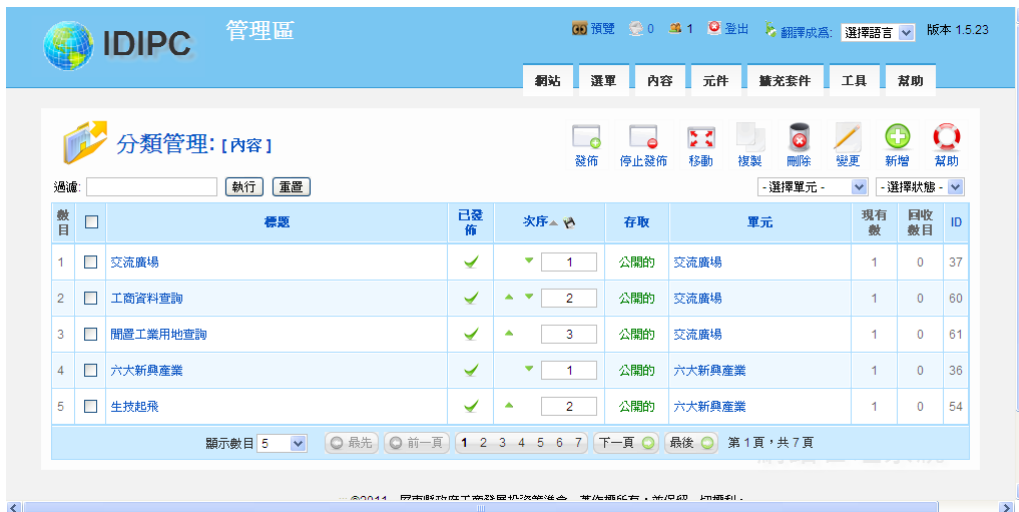 IDIPC 管理區 預覽 0 1 登出 翻譯成為: 選擇語言 版本 1.5.23
網站 選單 內容 元件 擴充套件 工具 幫助
分類管理: [ 內容 ]
發佈 停止發佈 移動 複製 刪除 變更 新增 幫助
過濾: 執行 重置 - 選擇單元 - - 選擇狀態 -
數目 標題 已發佈 次序 存取 單元 現有數 回收數目 ID
1 交流廣場 1 公開的 交流廣場 1 0 37
2 工商資料查詢 2 公開的 交流廣場 1 0 60
3 閒置工業用地查詢 3 公開的 交流廣場 1 0 61
4 六大新興產業 1 公開的 六大新興產業 1 0 36
5 生技起飛 2 公開的 六大新興產業 1 0 54
顯示數目 5 最先 前一頁 1 2 3 4 5 6 7 下一頁 最後 第 1 頁，共 7 頁